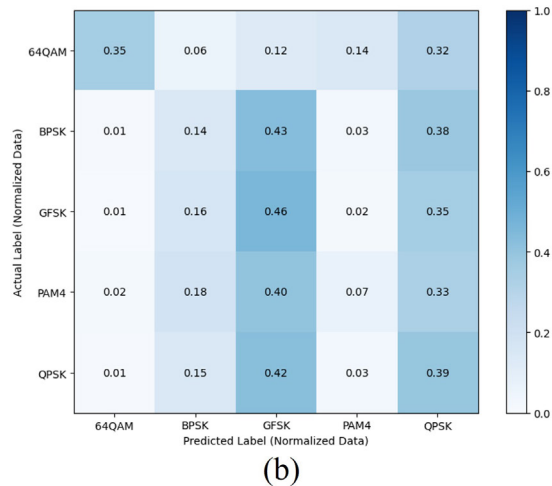 1.0
64QAM 0.35 0.06 0.12 0.14 0.32
0.8
BPSK 0.01 0.14 0.43 0.03 0.38
0.6
Actual Label (Normalized Data)
GFSK 0.01 0.16 0.46 0.02 0.35
0.4
PAM4 0.02 0.18 0.40 0.07 0.33
0.2
QPSK 0.01 0.15 0.42 0.03 0.39
0.0
64QAM BPSK GFSK PAM4 QPSK
Predicted Label (Normalized Data)
(b)